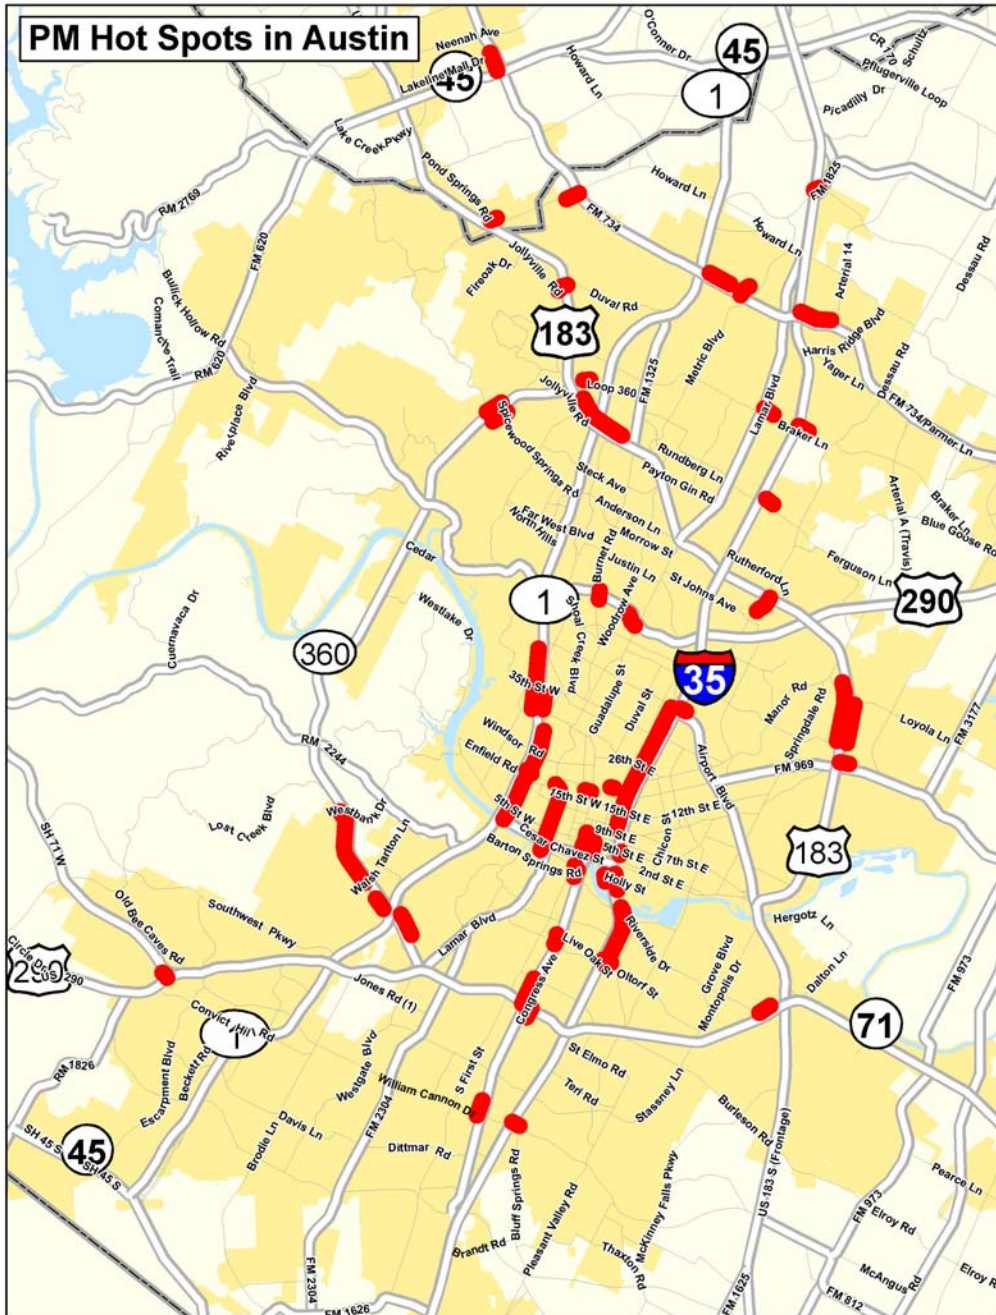 PM Hot Spots in Austin
Neenah Ave
O'Conner Dr
CR 170
Schultz
Pflugerville Loop
45
Howard Ln
Lakeline Mall Dr
45
1
Picadilly Dr
Lake Creek Pkwy
Pond Springs Rd
RM 2769
Howard Ln
FM 1825
FM 734
FM 620
Howard Ln
Arterial 14
Dessau Rd
Jollyville Rd
Fireoak Dr
Bullick Hollow Rd
Comanche Trail
Duval Rd
183
Metric Blvd
Harris Ridge Blvd
RM 620
Loop 360
FM 1325
Yager Ln
Dessau Rd
Jollyville Rd
Lamar Blvd
FM 734/Parmer Ln
Riverplace Blvd
Spicewood Springs Rd
Braker Ln
Rundberg Ln
Steck Ave
Payton Gin Rd
Anderson Ln
Arterial A (Travis)
Braker Ln
Blue Goose Rd
Far West Blvd
North Hills
Morrow St
Cedar
Burnet Rd
Justin Ln
Rutherford Ln
Ferguson Ln
St Johns Ave
290
Westlake Dr
1
Shoal Creek Blvd
Woodrow Ave
Cuernavaca Dr
360
35
35th St W
Guadalupe St
Duval St
Manor Rd
Springdale Rd
Loyola Ln
FM 3177
RM 2244
Windsor Rd
Enfield Rd
26th St E
Airport Blvd
FM 969
15th St W
15th St E
12th St E
Lost Creek Blvd
Westbank Dr
5th St W
Cesar Chavez St
9th St E
5th St E
7th St E
Chicon St
183
SH 71 W
Walsh Tarlton Ln
Barton Springs Rd
2nd St E
Holly St
Old Bee Caves Rd
Southwest Pkwy
Lamar Blvd
Riverside Dr
Hergotz Ln
Circle Dr
US 290
290
Live Oak St
Oltorf St
Grove Blvd
Montopolis Dr
Dalton Ln
FM 973
Jones Rd (1)
Congress Ave
Convict Hill Rd
1
71
RM 1826
Escarpment Blvd
Beckett Rd
Westgate Blvd
S First St
St Elmo Rd
Terl Rd
Stassney Ln
William Cannon Dr
Brodie Ln
Davis Ln
FM 2304
Dittmar Rd
Burleson Rd
SH 45 S
45
SH 45 S
US 183 S (Frontage)
Pearce Ln
Bluff Springs Rd
Pleasant Valley Rd
McKinney Falls Pkwy
FM 973
Elroy Rd
Thaxton Rd
FM 2304
McAngus Rd
Elroy R
FM 1626
FM 1625
FM 812